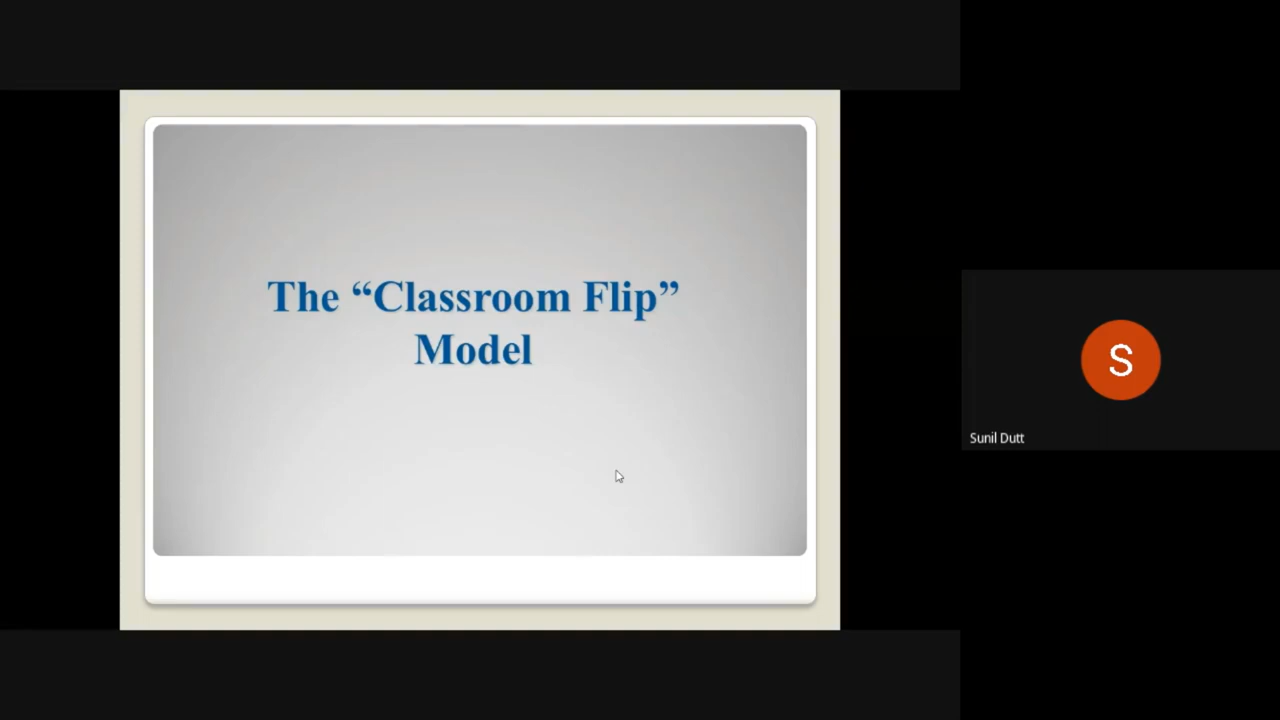 The “Classroom Flip”
Model
S
Sunil Dutt